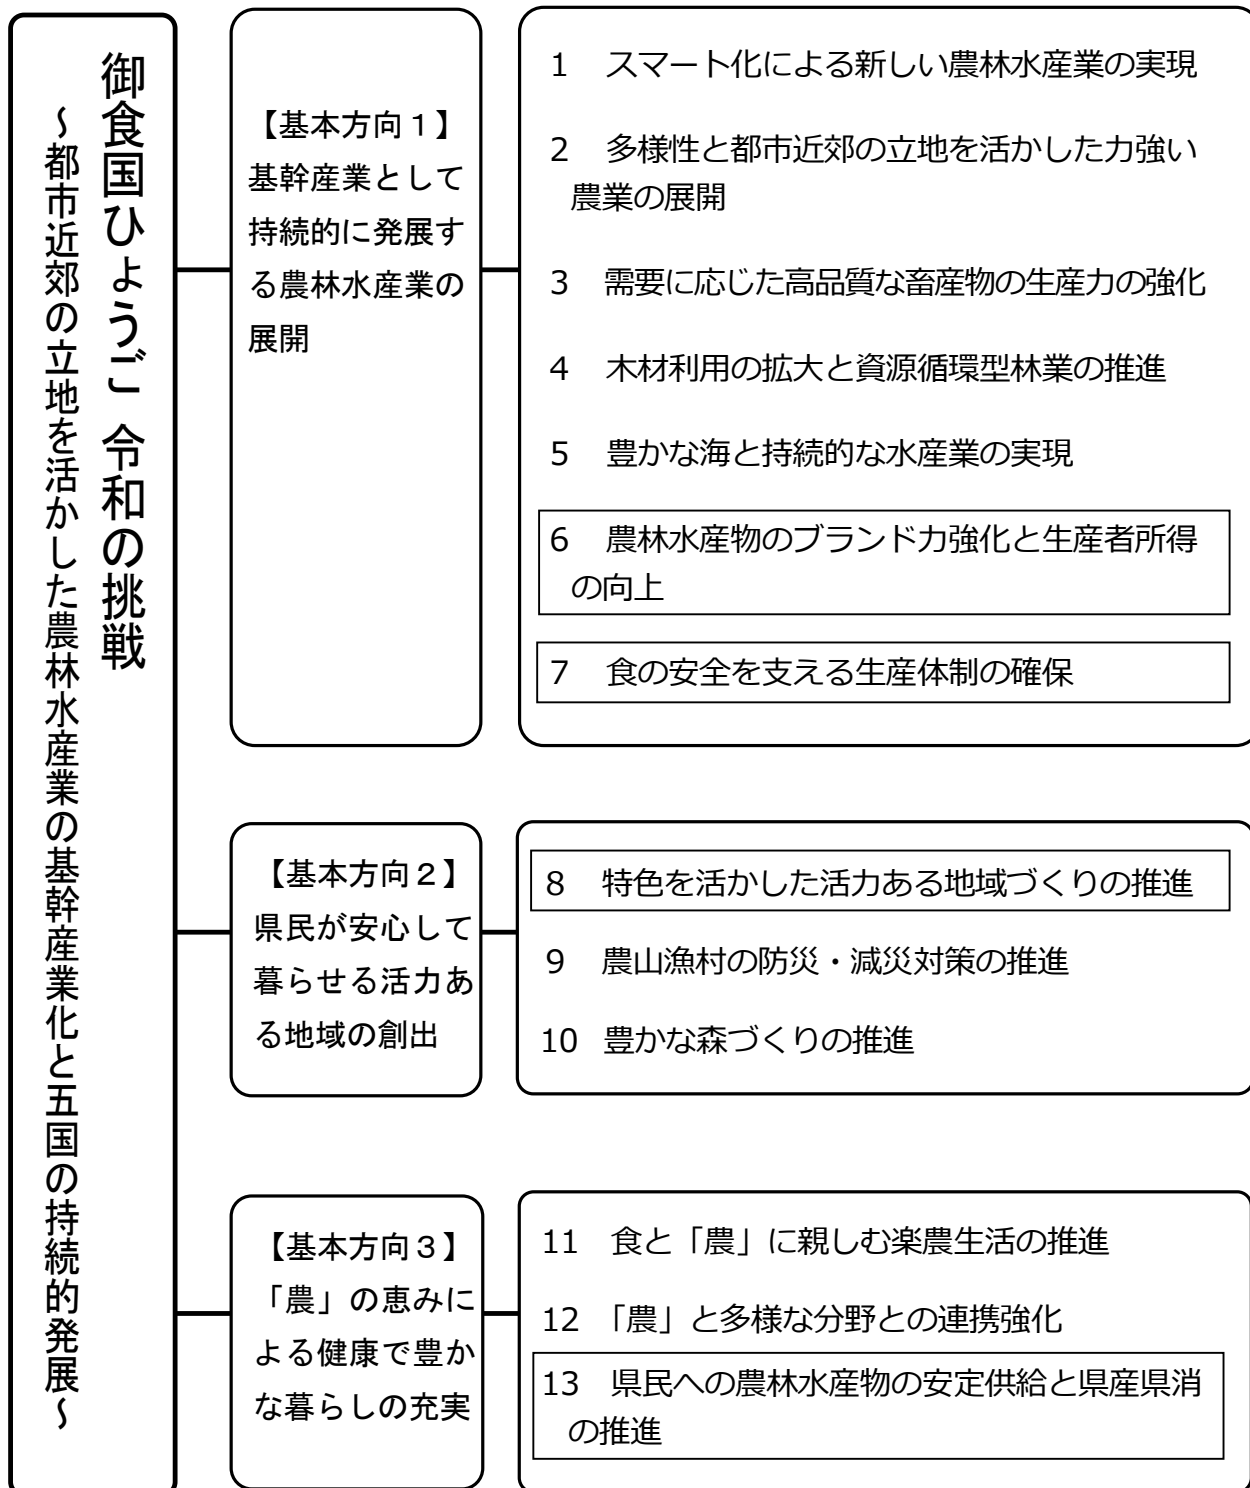 御食国ひょうご 令和の挑戦
～都市近郊の立地を活かした農林水産業の基幹産業化と五国の持続的発展～
【基本方向１】
基幹産業として
持続的に発展す
る農林水産業の
展開
1 スマート化による新しい農林水産業の実現
2 多様性と都市近郊の立地を活かした力強い
農業の展開
3 需要に応じた高品質な畜産物の生産力の強化
4 木材利用の拡大と資源循環型林業の推進
5 豊かな海と持続的な水産業の実現
6 農林水産物のブランド力強化と生産者所得
の向上
7 食の安全を支える生産体制の確保
【基本方向２】
県民が安心して
暮らせる活力あ
る地域の創出
8 特色を活かした活力ある地域づくりの推進
9 農山漁村の防災・減災対策の推進
10 豊かな森づくりの推進
【基本方向３】
「農」の恵みに
よる健康で豊か
な暮らしの充実
11 食と「農」に親しむ楽農生活の推進
12 「農」と多様な分野との連携強化
13 県民への農林水産物の安定供給と県産県消
の推進